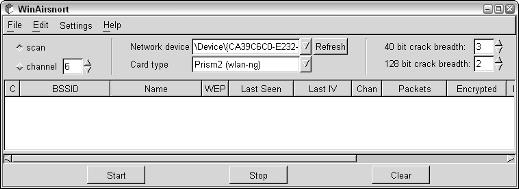 WinAirsnort
File Edit Settings Help
scan
channel 6
Network device \Device\{CA39C6C0-E232- Refresh
Card type Prism2 (wlan-ng)
40 bit crack breadth: 3
128 bit crack breadth: 2
C BSSID Name WEP Last Seen Last IV Chan Packets Encrypted
Start Stop Clear